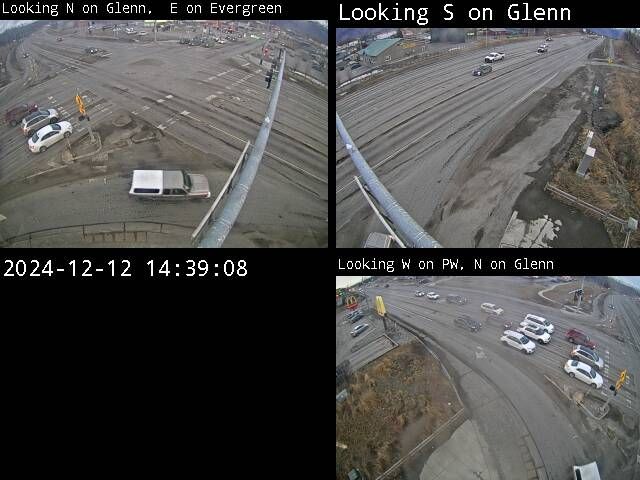 Looking N on Glenn,  E on Evergreen
Looking S on Glenn
2024-12-12 14:39:08
Looking W on PW, N on Glenn